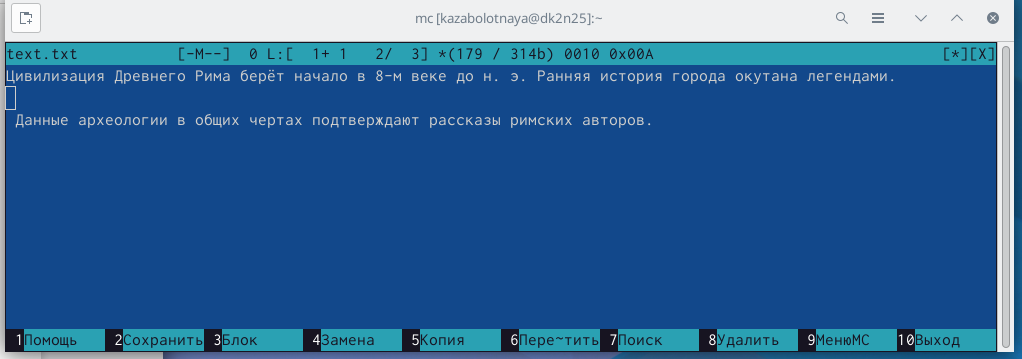 mc [kazabolotnaya@dk2n25]:~
text.txt [-M--] 0 L:[ 1+ 1 2/ 3] *(179 / 314b) 0010 0x00A [*][X]
Цивилизация Древнего Рима берёт начало в 8-м веке до н. э. Ранняя история города окутана легендами.
Данные археологии в общих чертах подтверждают рассказы римских авторов.
1Помощь 2Сохранить 3Блок 4Замена 5Копия 6Пере~тить 7Поиск 8Удалить 9МенюМС 10Выход